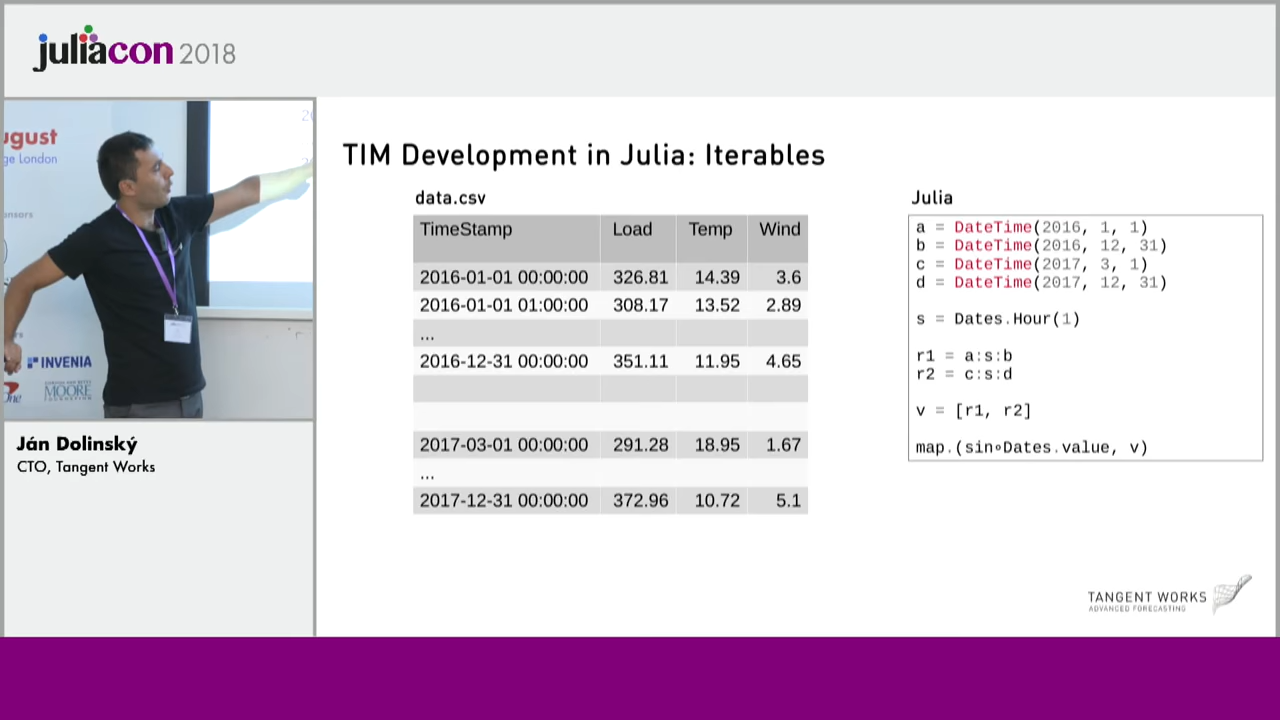 juliacon 2018
ugust
ge London
onsors
INVENIA
MOORE
Ján Dolinský
CTO, Tangent Works
TIM Development in Julia: Iterables
data.csv
TimeStamp Load Temp Wind
2016-01-01 00:00:00 326.81 14.39 3.6
2016-01-01 01:00:00 308.17 13.52 2.89
...
2016-12-31 00:00:00 351.11 11.95 4.65
2017-03-01 00:00:00 291.28 18.95 1.67
...
2017-12-31 00:00:00 372.96 10.72 5.1
Julia
a = DateTime(2016, 1, 1)
b = DateTime(2016, 12, 31)
c = DateTime(2017, 3, 1)
d = DateTime(2017, 12, 31)
s = Dates.Hour(1)
r1 = a:s:b
r2 = c:s:d
v = [r1, r2]
map.(sin∘Dates.value, v)
TANGENT WORKS
ADVANCED FORECASTING